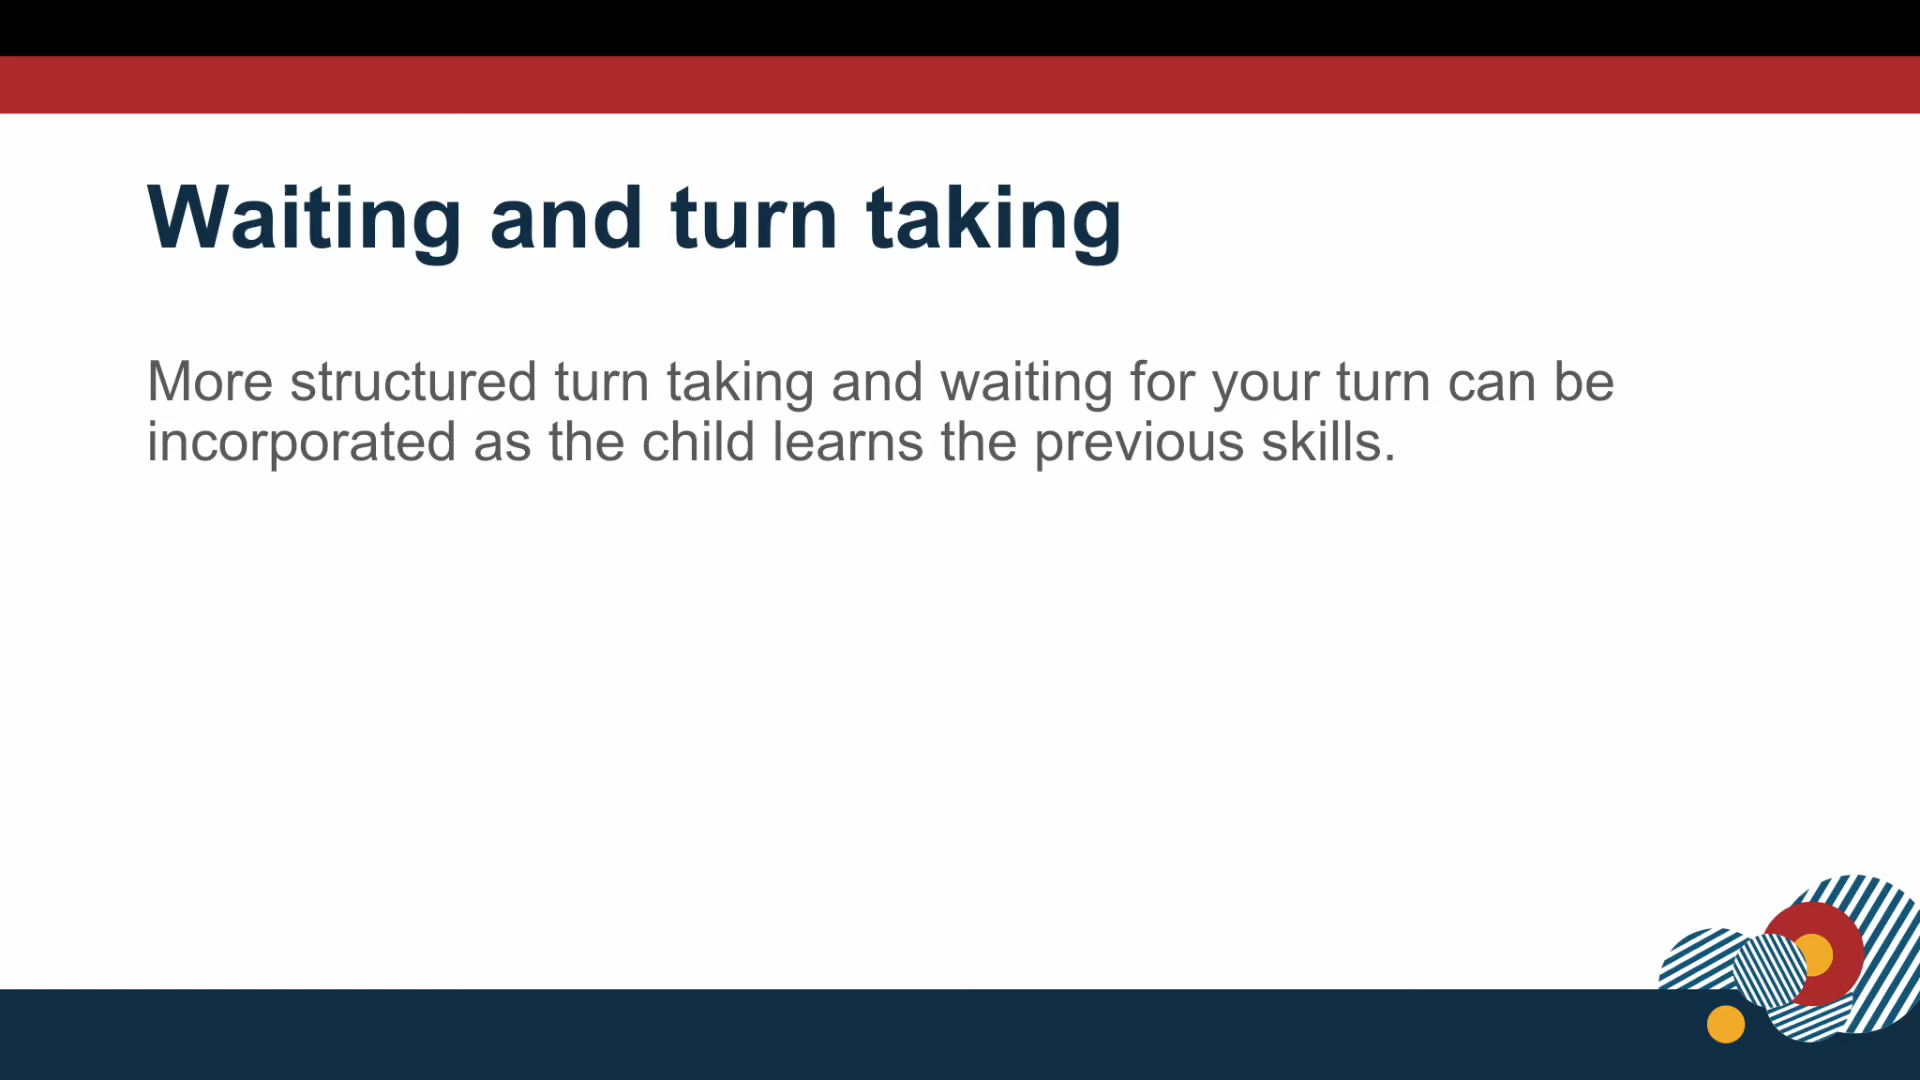 Waiting and turn taking
More structured turn taking and waiting for your turn can be
incorporated as the child learns the previous skills.